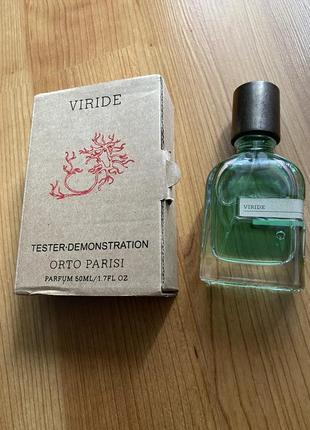 VIRIDE
TESTER-DEMONSTRATION
ORTO PARISI
PARFUM 50ML/1.7FL OZ
VIRIDE